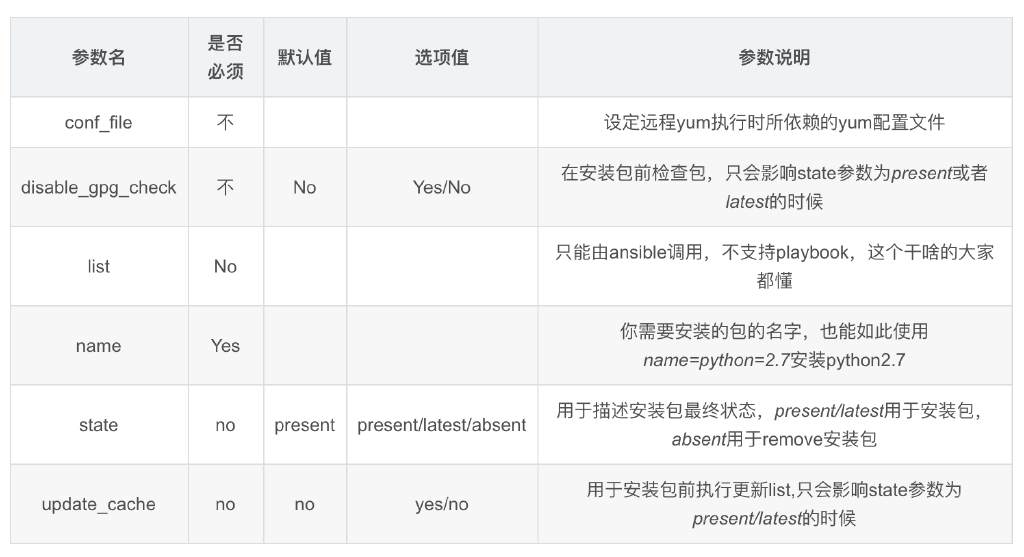 参数名 是否 默认值 选项值 参数说明
必须
conf_file 不 设定远程yum执行时所依赖的yum配置文件
disable_gpg_check 不 No Yes/No 在安装包前检查包，只会影响state参数为present或者
latest的时候
list No 只能由ansible调用，不支持playbook，这个干啥的大家
都懂
name Yes 你需要安装的包的名字，也能如此使用
name=python=2.7安装python2.7
state no present present/latest/absent 用于描述安装包最终状态，present/latest用于安装包，
absent用于remove安装包
update_cache no no yes/no 用于安装包前执行更新list,只会影响state参数为
present/latest的时候